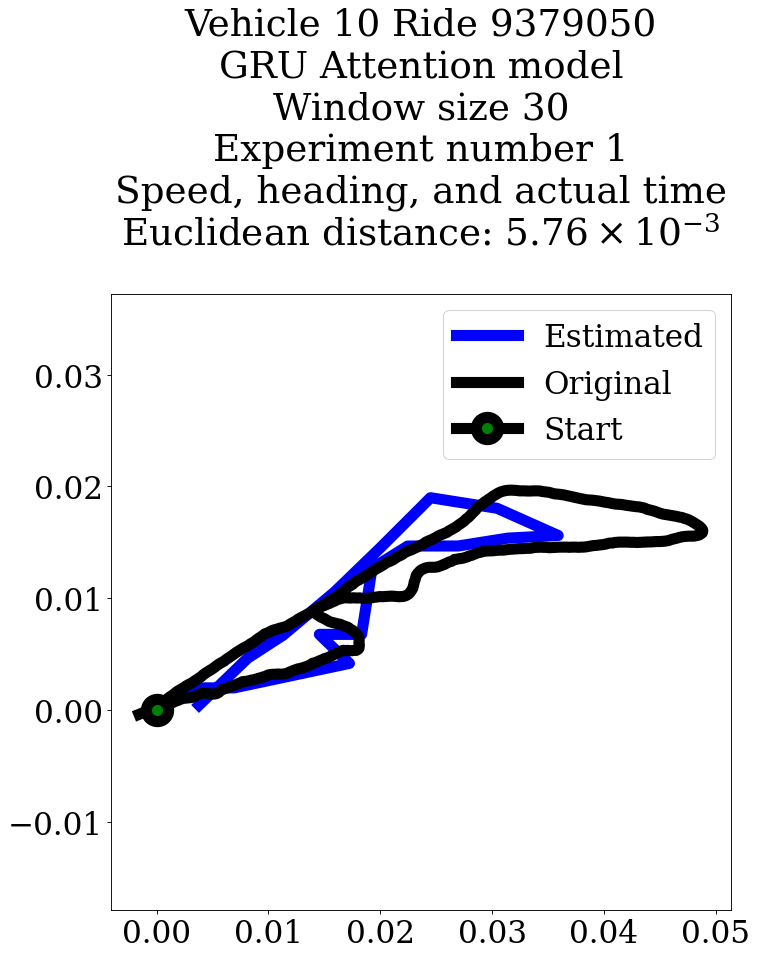 Vehicle 10 Ride 9379050
GRU Attention model
Window size 30
Experiment number 1
Speed, heading, and actual time
Euclidean distance: 5.76 × 10⁻³
Estimated
Original
Start
0.03
0.02
0.01
0.00
−0.01
0.00 0.01 0.02 0.03 0.04 0.05